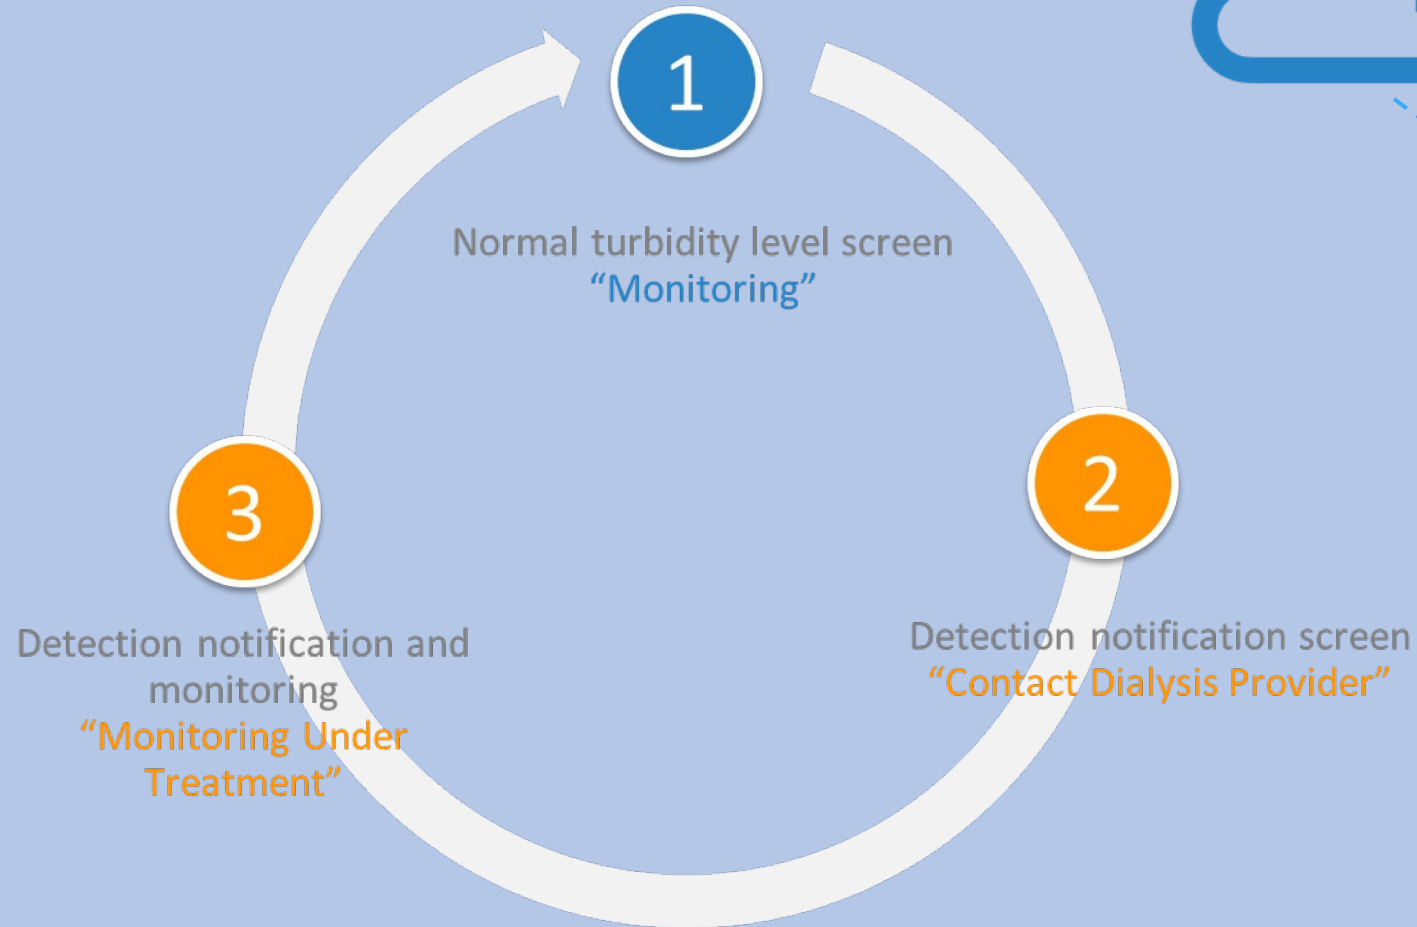 1
Normal turbidity level screen
“Monitoring”
2
Detection notification screen
“Contact Dialysis Provider”
3
Detection notification and
monitoring
“Monitoring Under
Treatment”